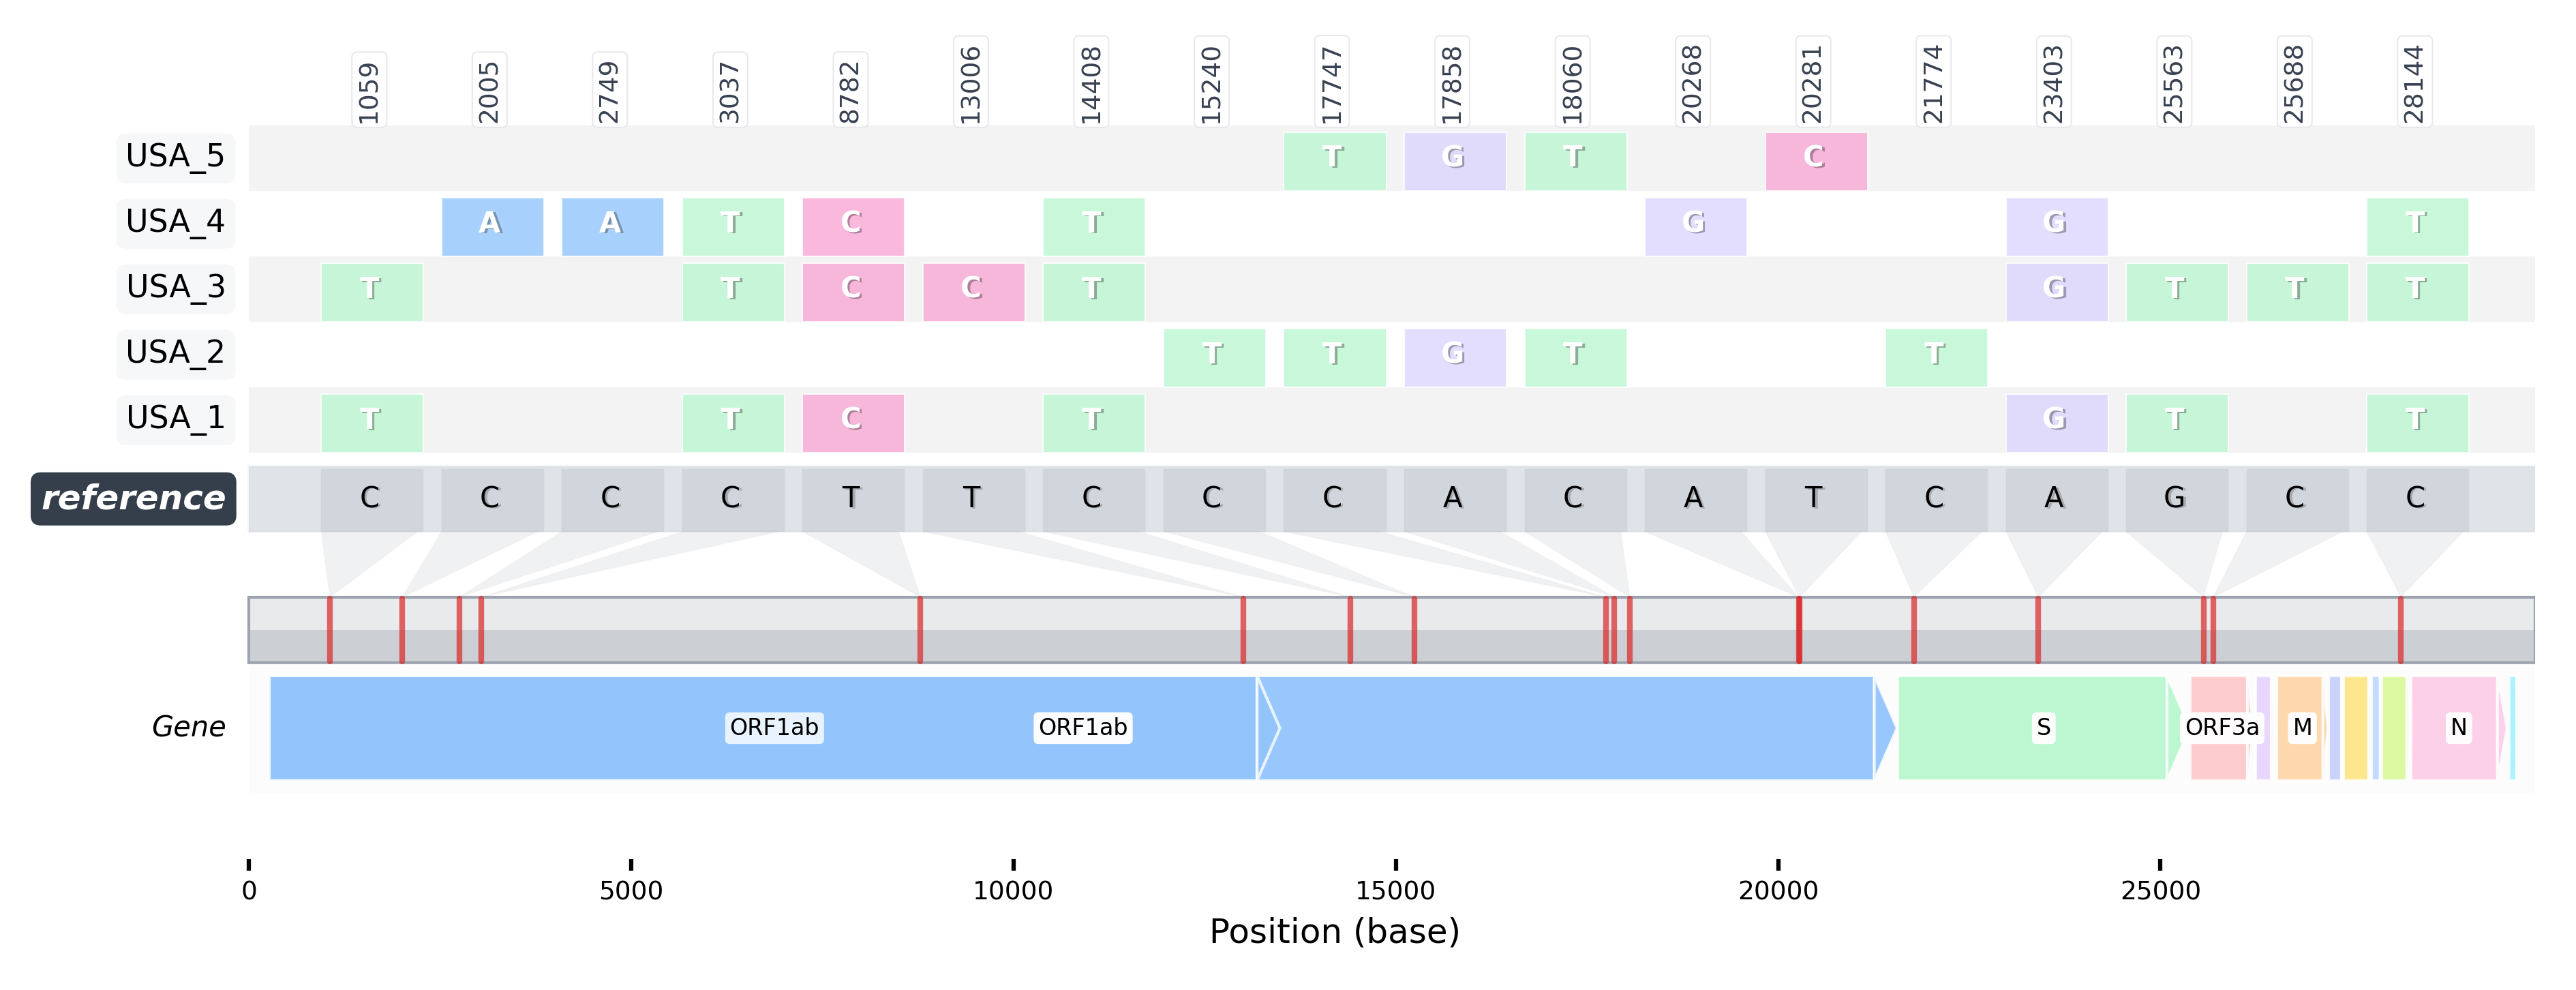 1059 2005 2749 3037 8782 13006 14408 15240 17747 17858 18060 20268 20281 21774 23403 25563 25688 28144
USA_5 T G T C
USA_4 A A T C T G G T
USA_3 T T C C T G T T T
USA_2 T T G T T
USA_1 T T C T G T T
reference C C C C T T C C C A C A T C A G C C
Gene ORF1ab ORF1ab S ORF3a M N
0 5000 10000 15000 20000 25000
Position (base)